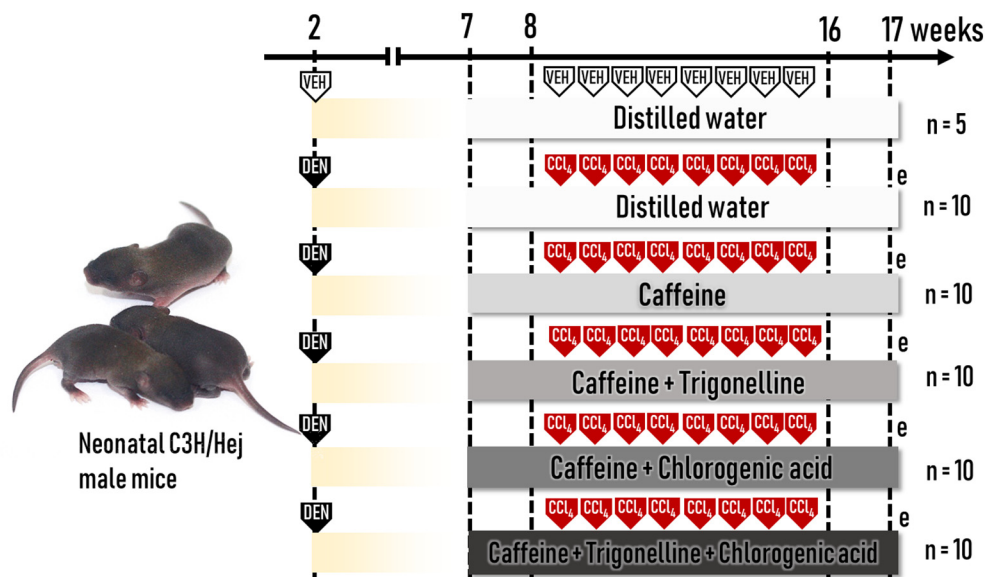 2 7 8 16 17 weeks
VEH VEH VEH VEH VEH VEH VEH VEH VEH
Distilled water
n = 5
DEN CCl4 CCl4 CCl4 CCl4 CCl4 CCl4 CCl4 CCl4 e
Distilled water
n = 10
DEN CCl4 CCl4 CCl4 CCl4 CCl4 CCl4 CCl4 CCl4 e
Caffeine
n = 10
DEN CCl4 CCl4 CCl4 CCl4 CCl4 CCl4 CCl4 CCl4 e
Caffeine + Trigonelline
n = 10
DEN CCl4 CCl4 CCl4 CCl4 CCl4 CCl4 CCl4 CCl4 e
Caffeine + Chlorogenic acid
n = 10
DEN CCl4 CCl4 CCl4 CCl4 CCl4 CCl4 CCl4 CCl4 e
Caffeine + Trigonelline + Chlorogenic acid
n = 10
Neonatal C3H/Hej
male mice